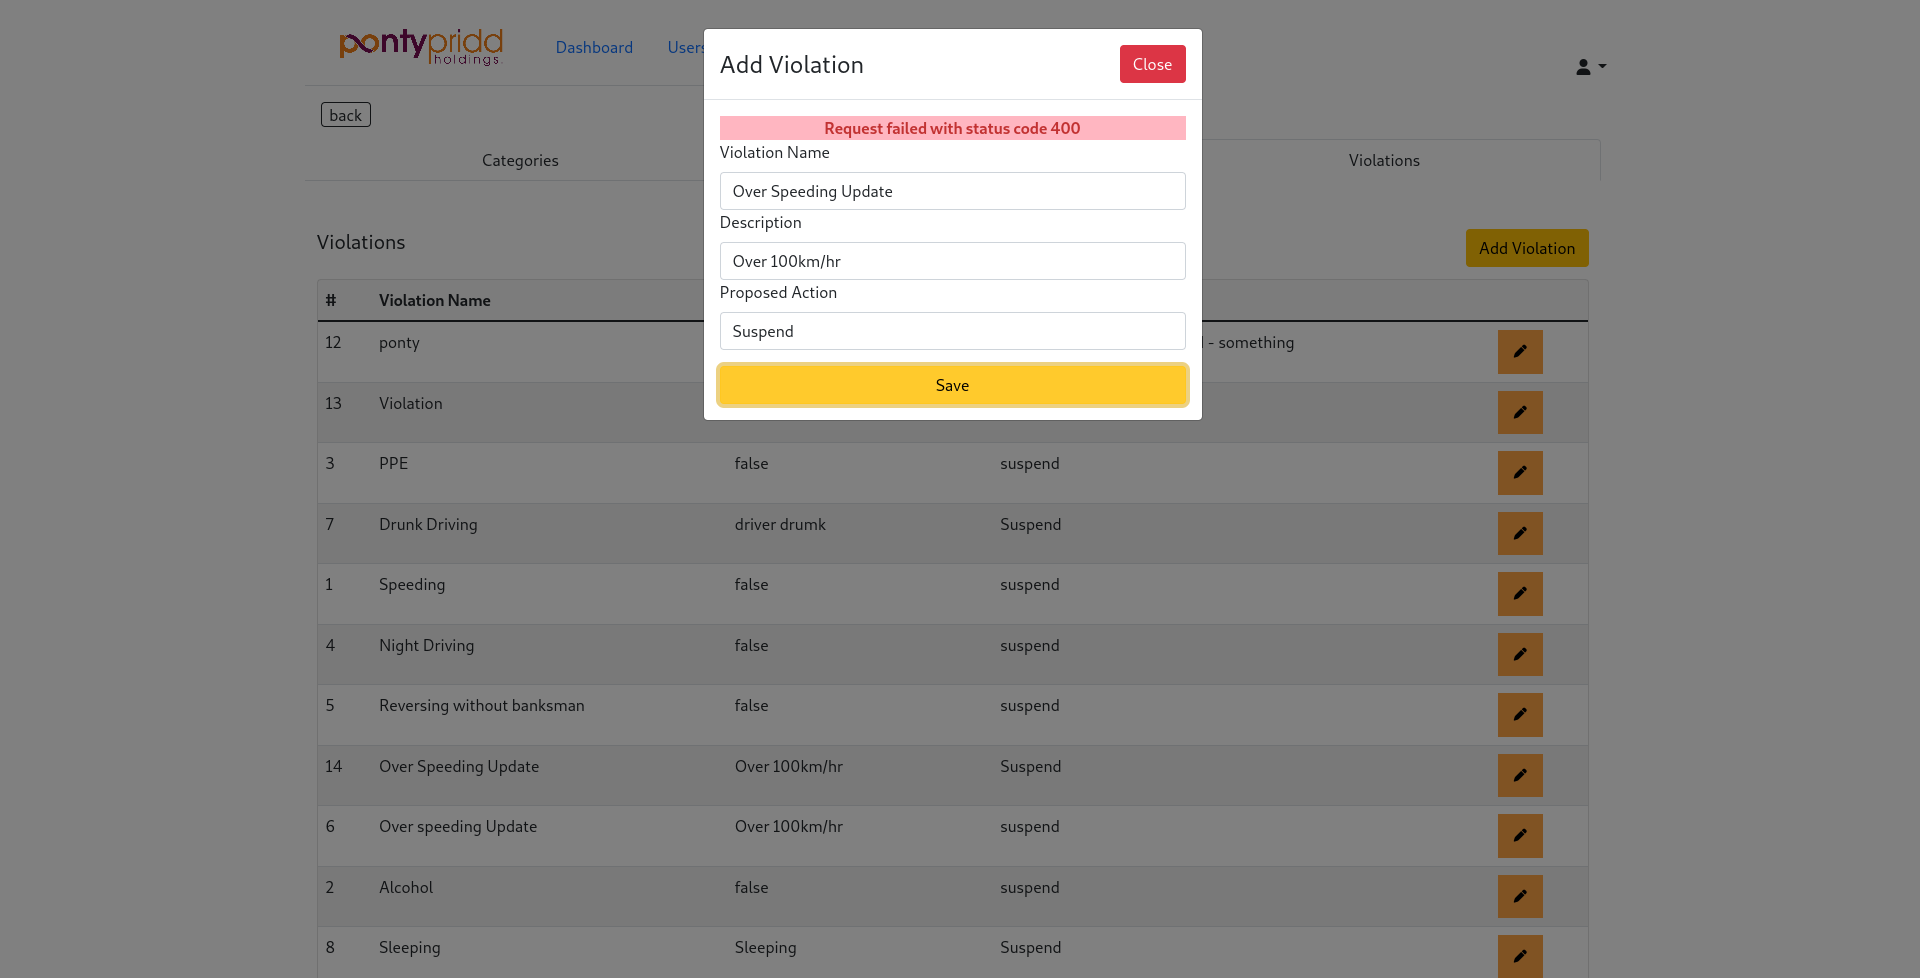 pontypridd
holdings.
Dashboard
Users
Add Violation
Close
back
Request failed with status code 400
Violation Name
Categories
Violations
Over Speeding Update
Description
Violations
Add Violation
Over 100km/hr
Proposed Action
# Violation Name
Suspend
12 ponty - something
Save
13 Violation
3 PPE false suspend
7 Drunk Driving driver drumk Suspend
1 Speeding false suspend
4 Night Driving false suspend
5 Reversing without banksman false suspend
14 Over Speeding Update Over 100km/hr Suspend
6 Over speeding Update Over 100km/hr suspend
2 Alcohol false suspend
8 Sleeping Sleeping Suspend